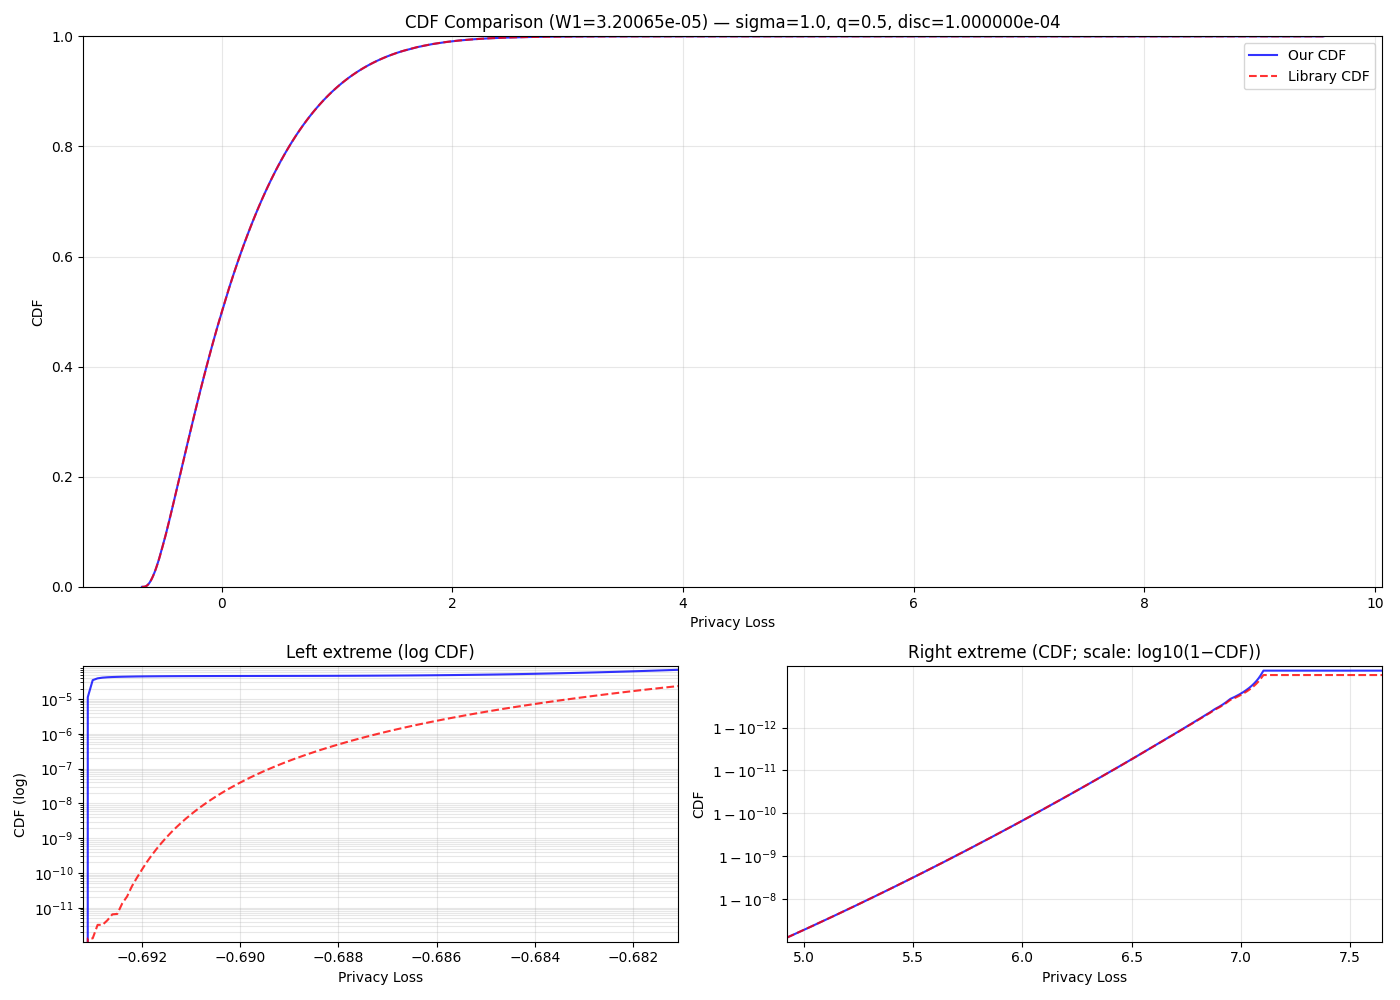 CDF Comparison (W1=3.20065e-05) — sigma=1.0, q=0.5, disc=1.000000e-04
1.0
0.8
0.6
0.4
0.2
0.0
CDF
Our CDF
Library CDF
0 2 4 6 8 10
Privacy Loss
Left extreme (log CDF)
10⁻⁵
10⁻⁶
10⁻⁷
10⁻⁸
10⁻⁹
10⁻¹⁰
10⁻¹¹
CDF (log)
−0.692 −0.690 −0.688 −0.686 −0.684 −0.682
Privacy Loss
Right extreme (CDF; scale: log10(1−CDF))
1 − 10⁻¹²
1 − 10⁻¹¹
1 − 10⁻¹⁰
1 − 10⁻⁹
1 − 10⁻⁸
CDF
5.0 5.5 6.0 6.5 7.0 7.5
Privacy Loss